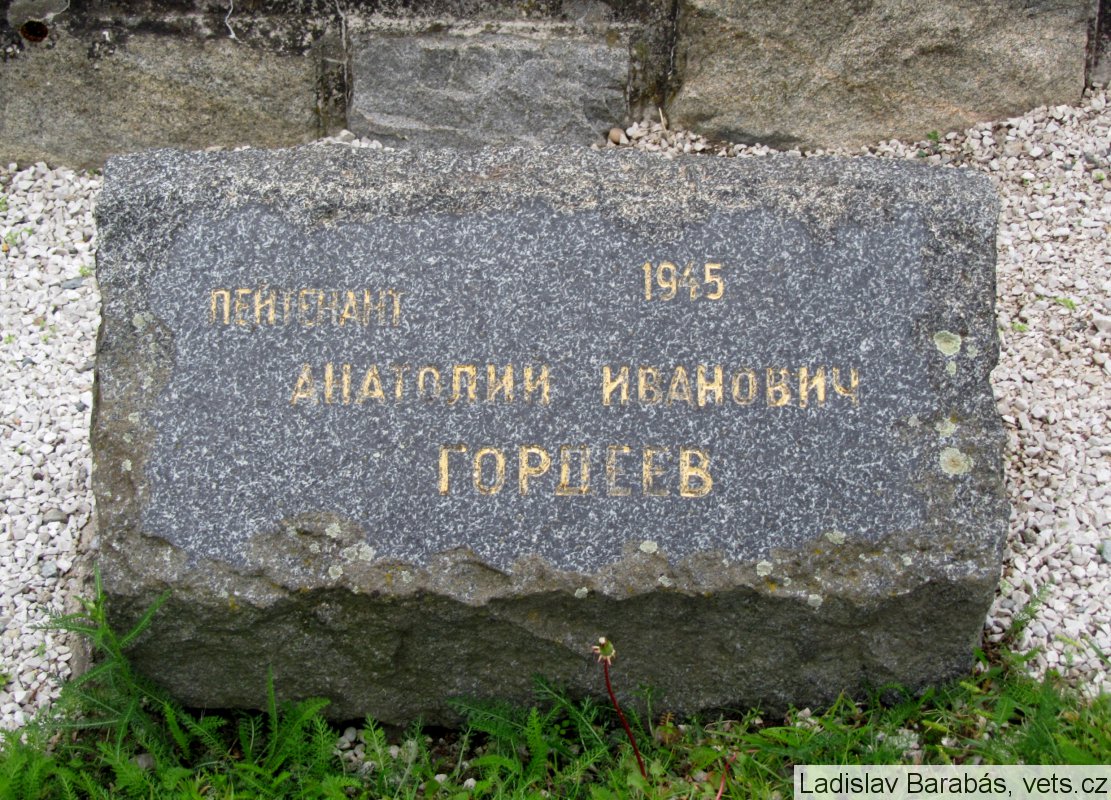 1945
ЛЕЙТЕНАНТ
АНАТОЛИЙ ИВАНОВИЧ
ГОРДЕЕВ
Ladislav Barabás, vets.cz